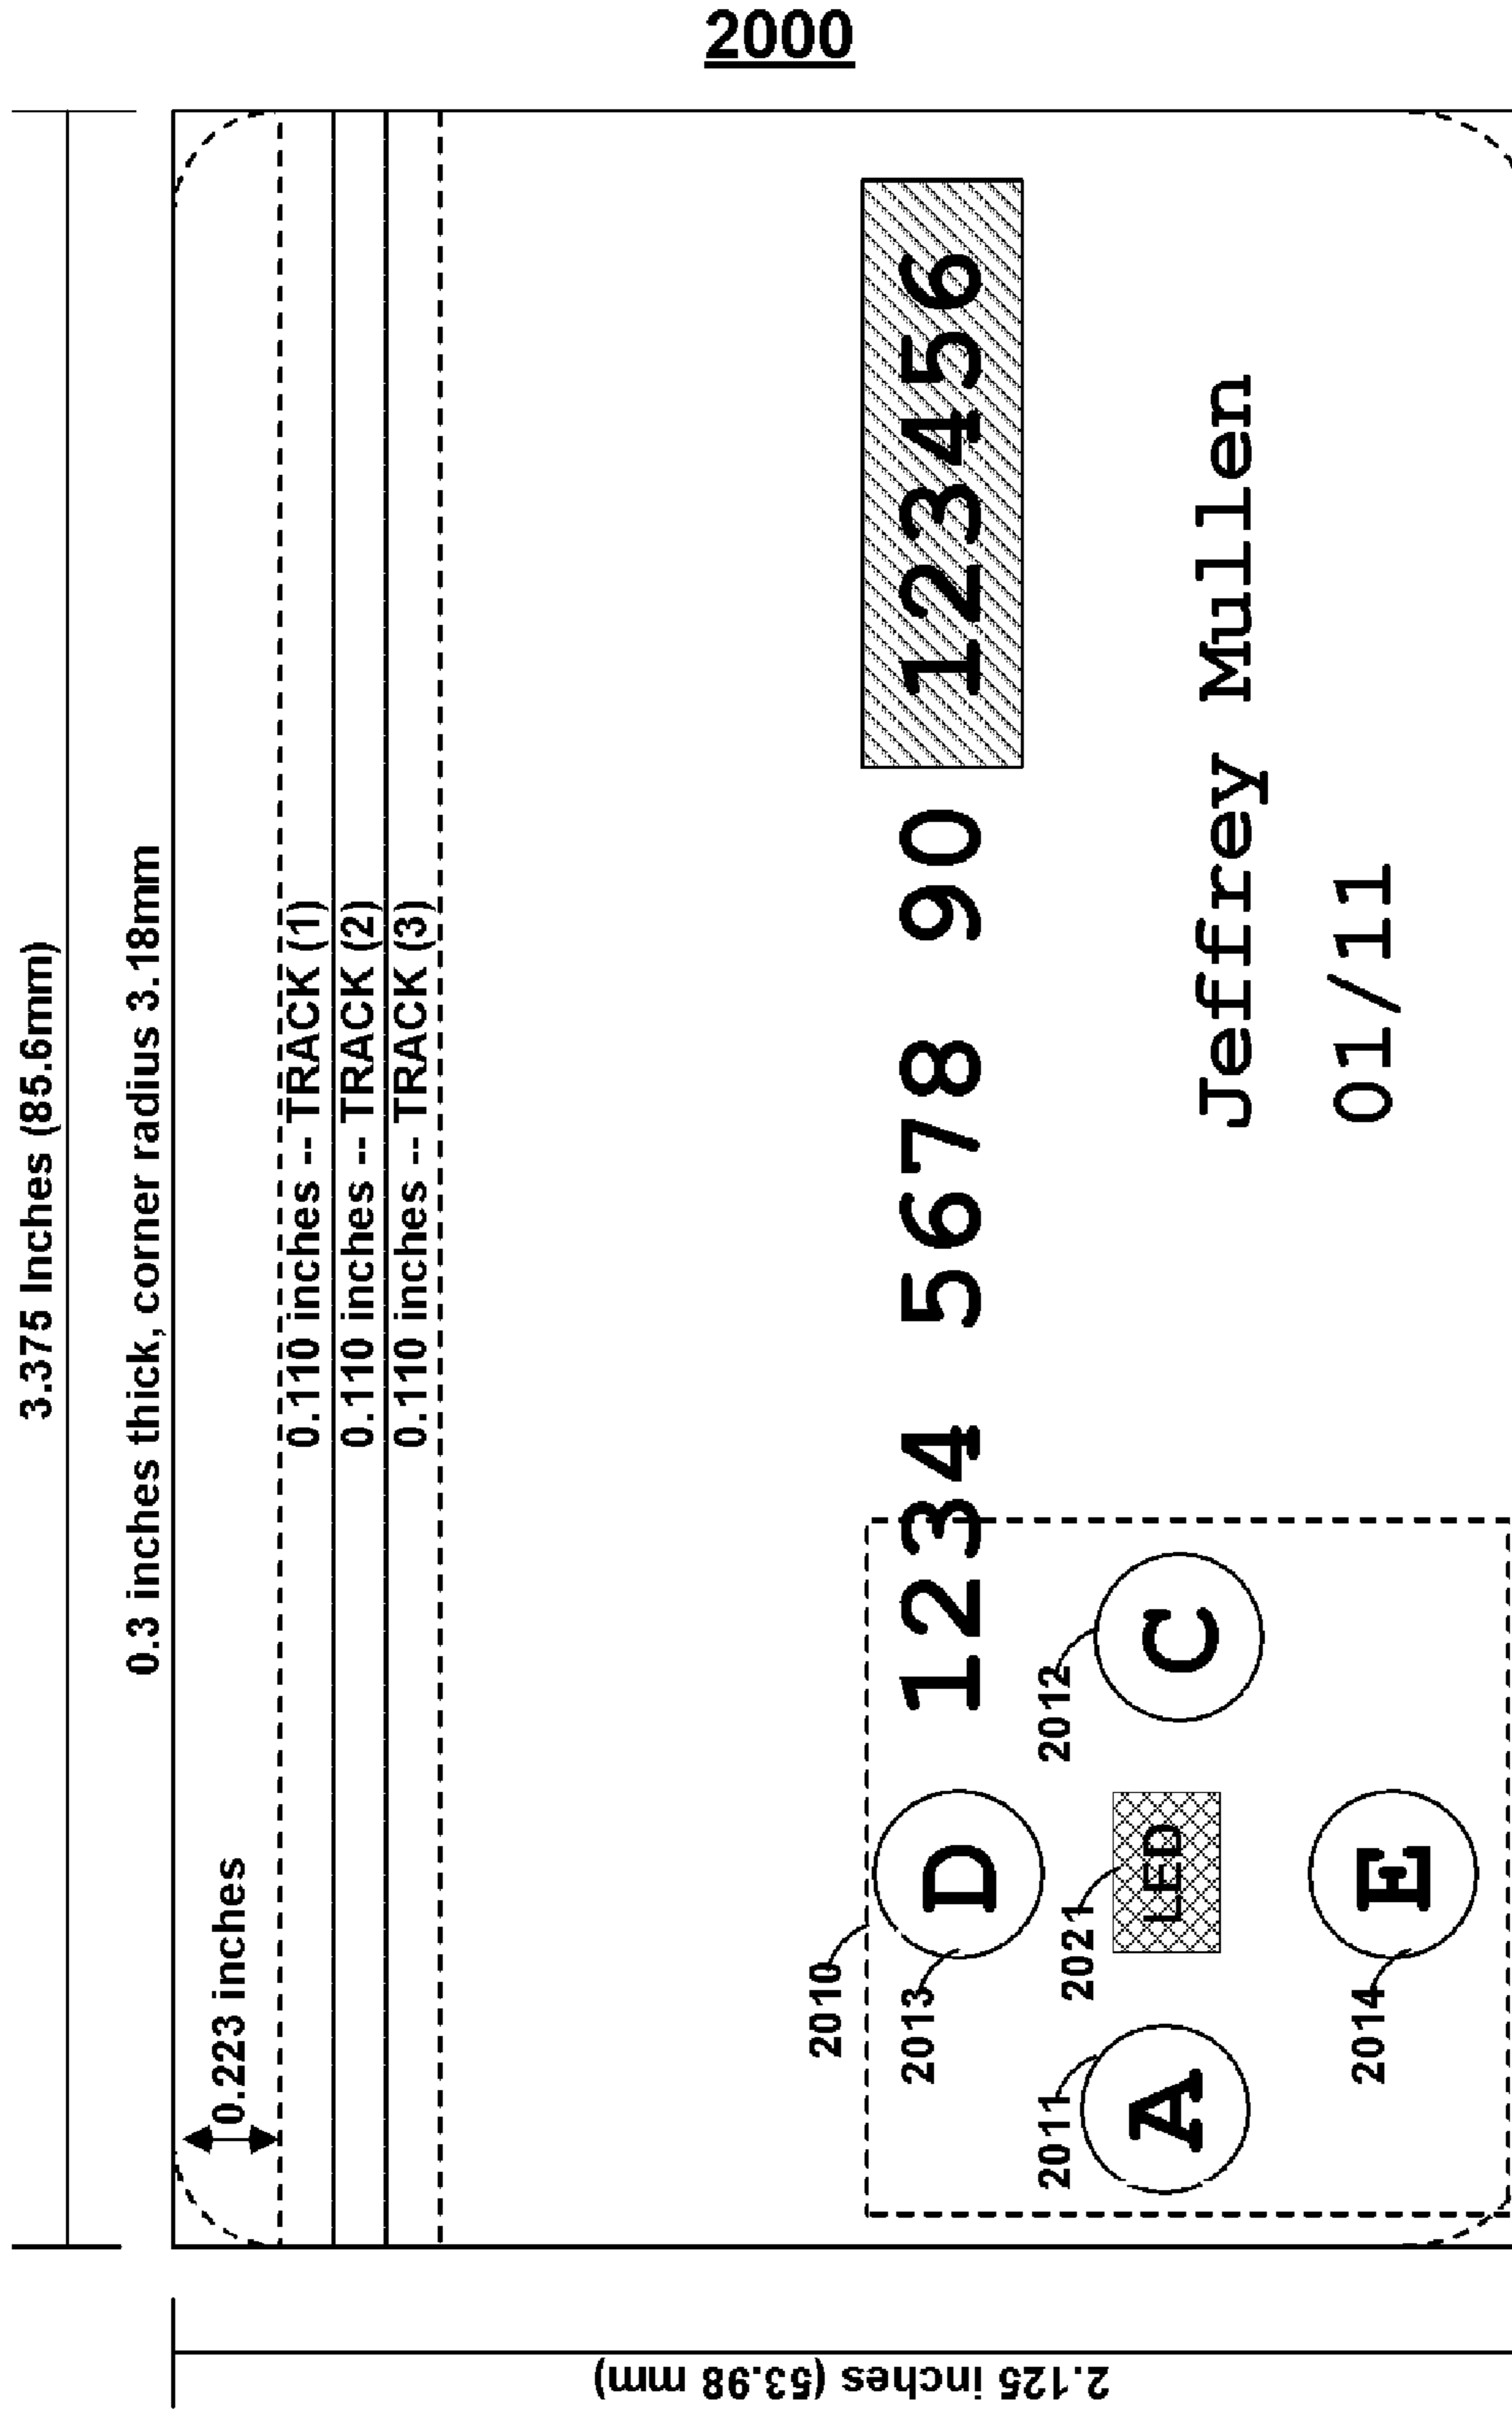 2000
3.375 Inches (85.6mm)
0.3 inches thick, corner radius 3.18mm
0.223 inches
0.110 inches -- TRACK (1)
0.110 inches -- TRACK (2)
0.110 inches -- TRACK (3)
2.125 inches (53.98 mm)
2010
2013
D
1234 5678 90 123456
2011
A
2021
LED
2012
C
Jeffrey Mullen
2014
E
01/11